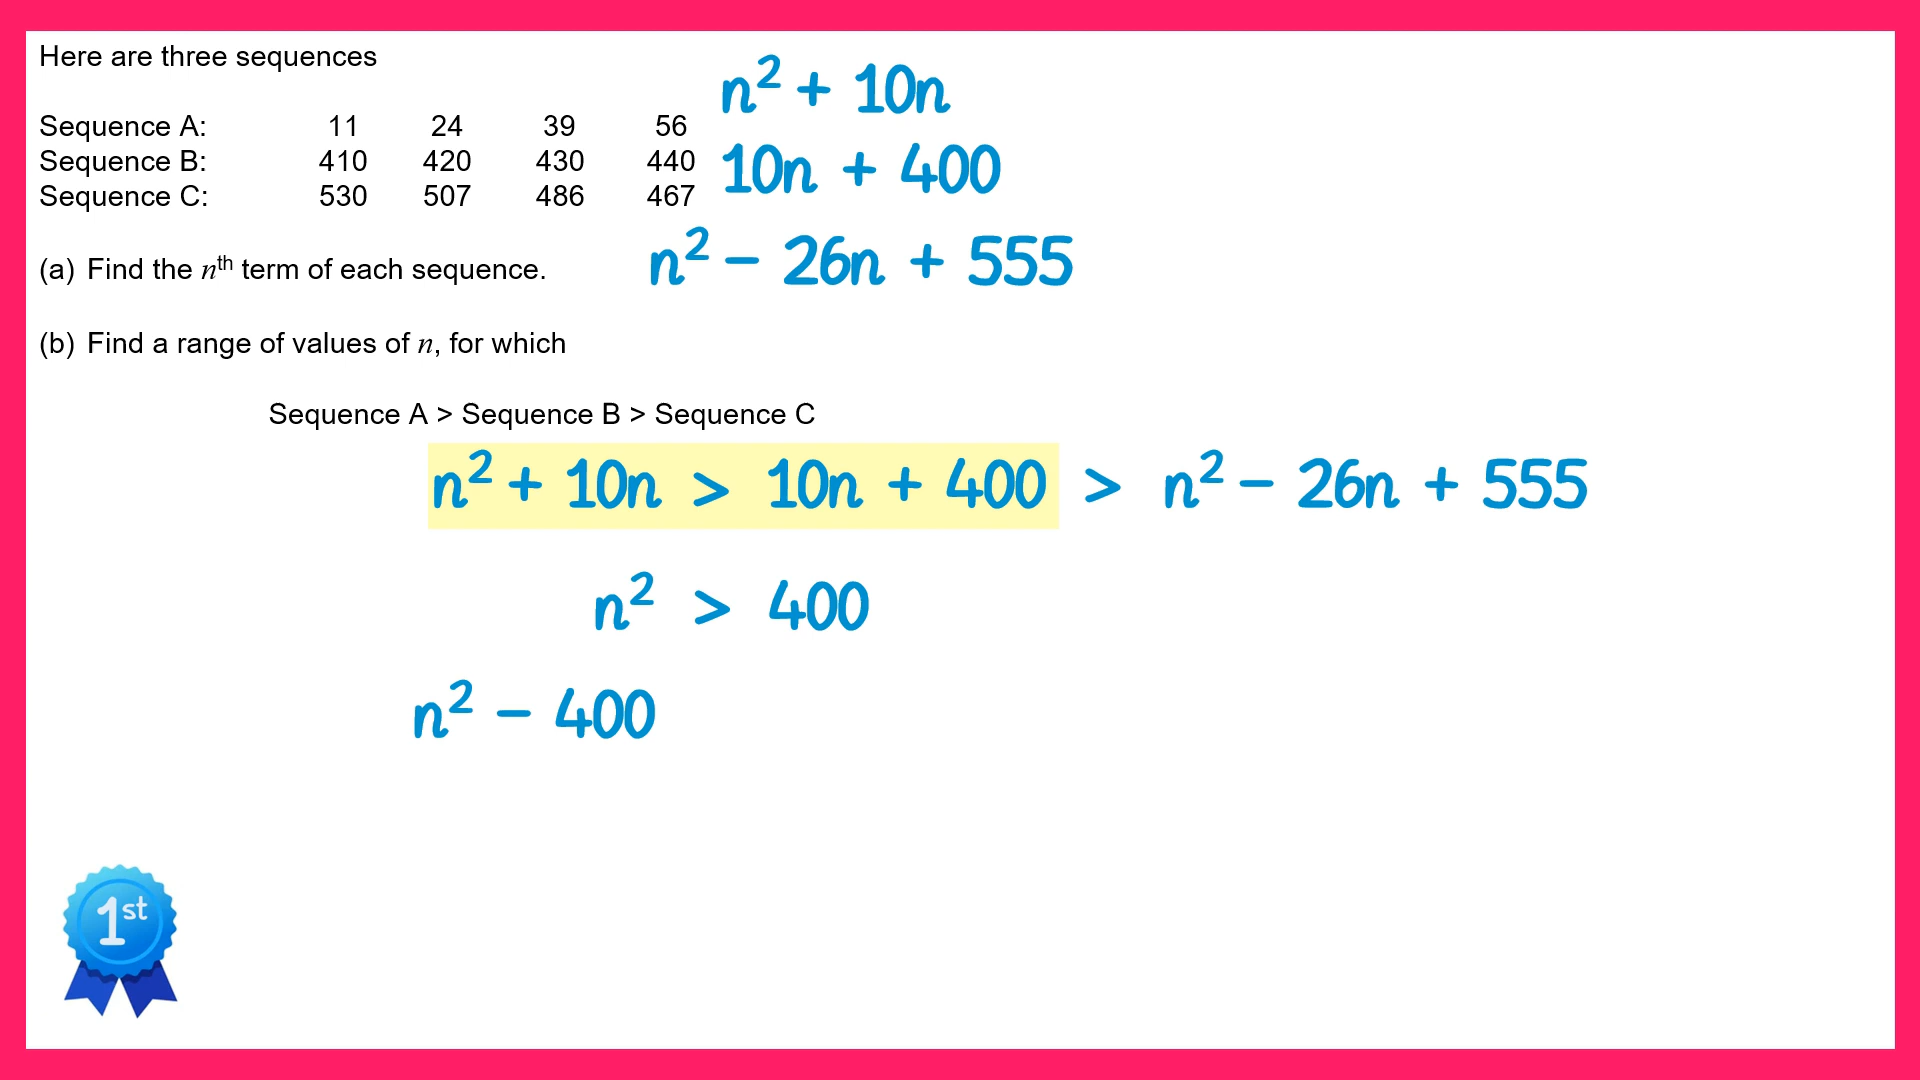 Here are three sequences
n² + 10n
Sequence A: 11 24 39 56
Sequence B: 410 420 430 440
10n + 400
Sequence C: 530 507 486 467
(a) Find the nᵗʰ term of each sequence.
n² − 26n + 555
(b) Find a range of values of n, for which
Sequence A > Sequence B > Sequence C
n² + 10n > 10n + 400 > n² − 26n + 555
n² > 400
n² − 400
1st